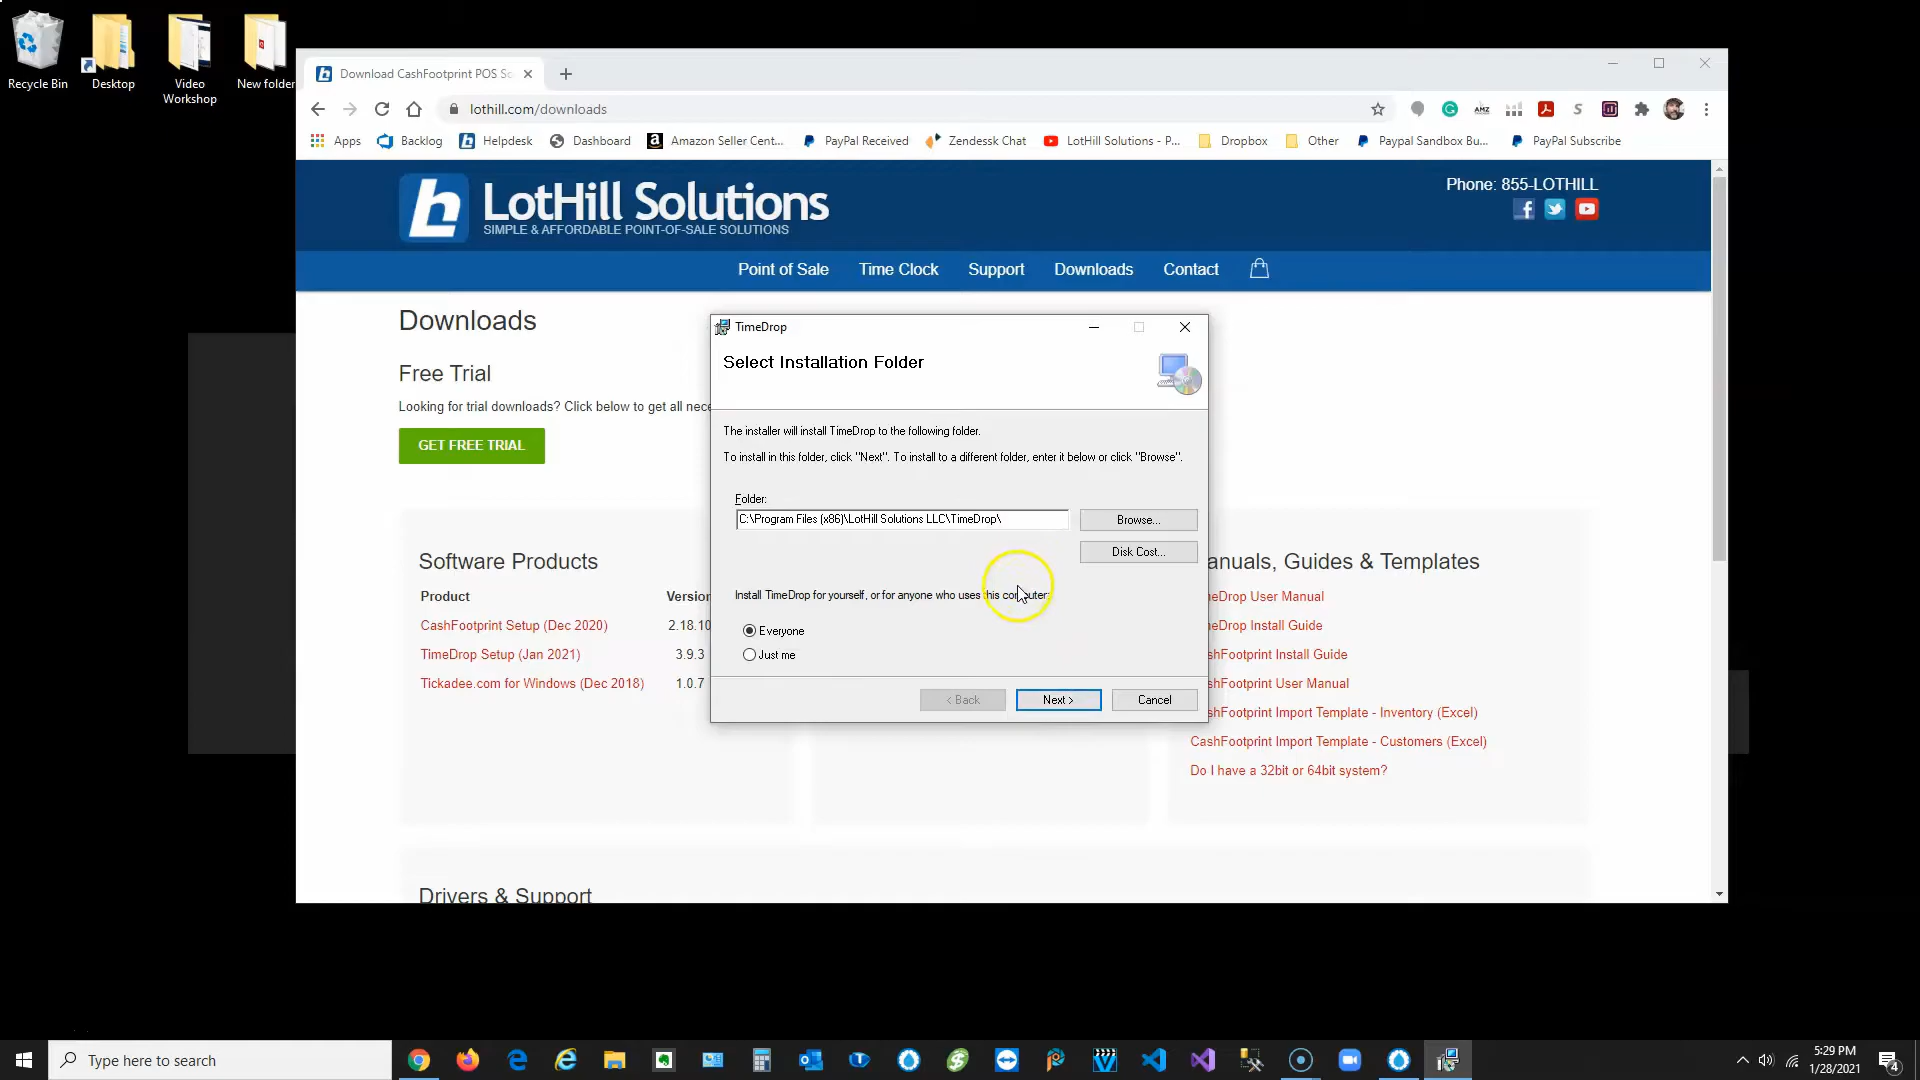 Recycle Bin
Desktop
Video
Workshop
New folder
Download CashFootprint POS So
lothill.com/downloads
Apps
Backlog
Helpdesk
Dashboard
Amazon Seller Cent...
PayPal Received
Zendessk Chat
LotHill Solutions - P...
Dropbox
Other
Paypal Sandbox Bu...
PayPal Subscribe
LotHill Solutions
SIMPLE & AFFORDABLE POINT-OF-SALE SOLUTIONS
Phone: 855-LOTHILL
Point of Sale
Time Clock
Support
Downloads
Contact
Downloads
Free Trial
Looking for trial downloads? Click below to get all nece
GET FREE TRIAL
Software Products
Product Version
CashFootprint Setup (Dec 2020) 2.18.10
TimeDrop Setup (Jan 2021) 3.9.3
Tickadee.com for Windows (Dec 2018) 1.0.7
TimeDrop
Select Installation Folder
The installer will install TimeDrop to the following folder.
To install in this folder, click "Next". To install to a different folder, enter it below or click "Browse".
Folder:
C:\Program Files (x86)\LotHill Solutions LLC\TimeDrop\
Browse...
Disk Cost...
Install TimeDrop for yourself, or for anyone who uses this computer:
Everyone
Just me
< Back
Next >
Cancel
anuals, Guides & Templates
eDrop User Manual
eDrop Install Guide
shFootprint Install Guide
shFootprint User Manual
CashFootprint Import Template - Inventory (Excel)
CashFootprint Import Template - Customers (Excel)
Do I have a 32bit or 64bit system?
Drivers & Support
Type here to search
5:29 PM
1/28/2021
4